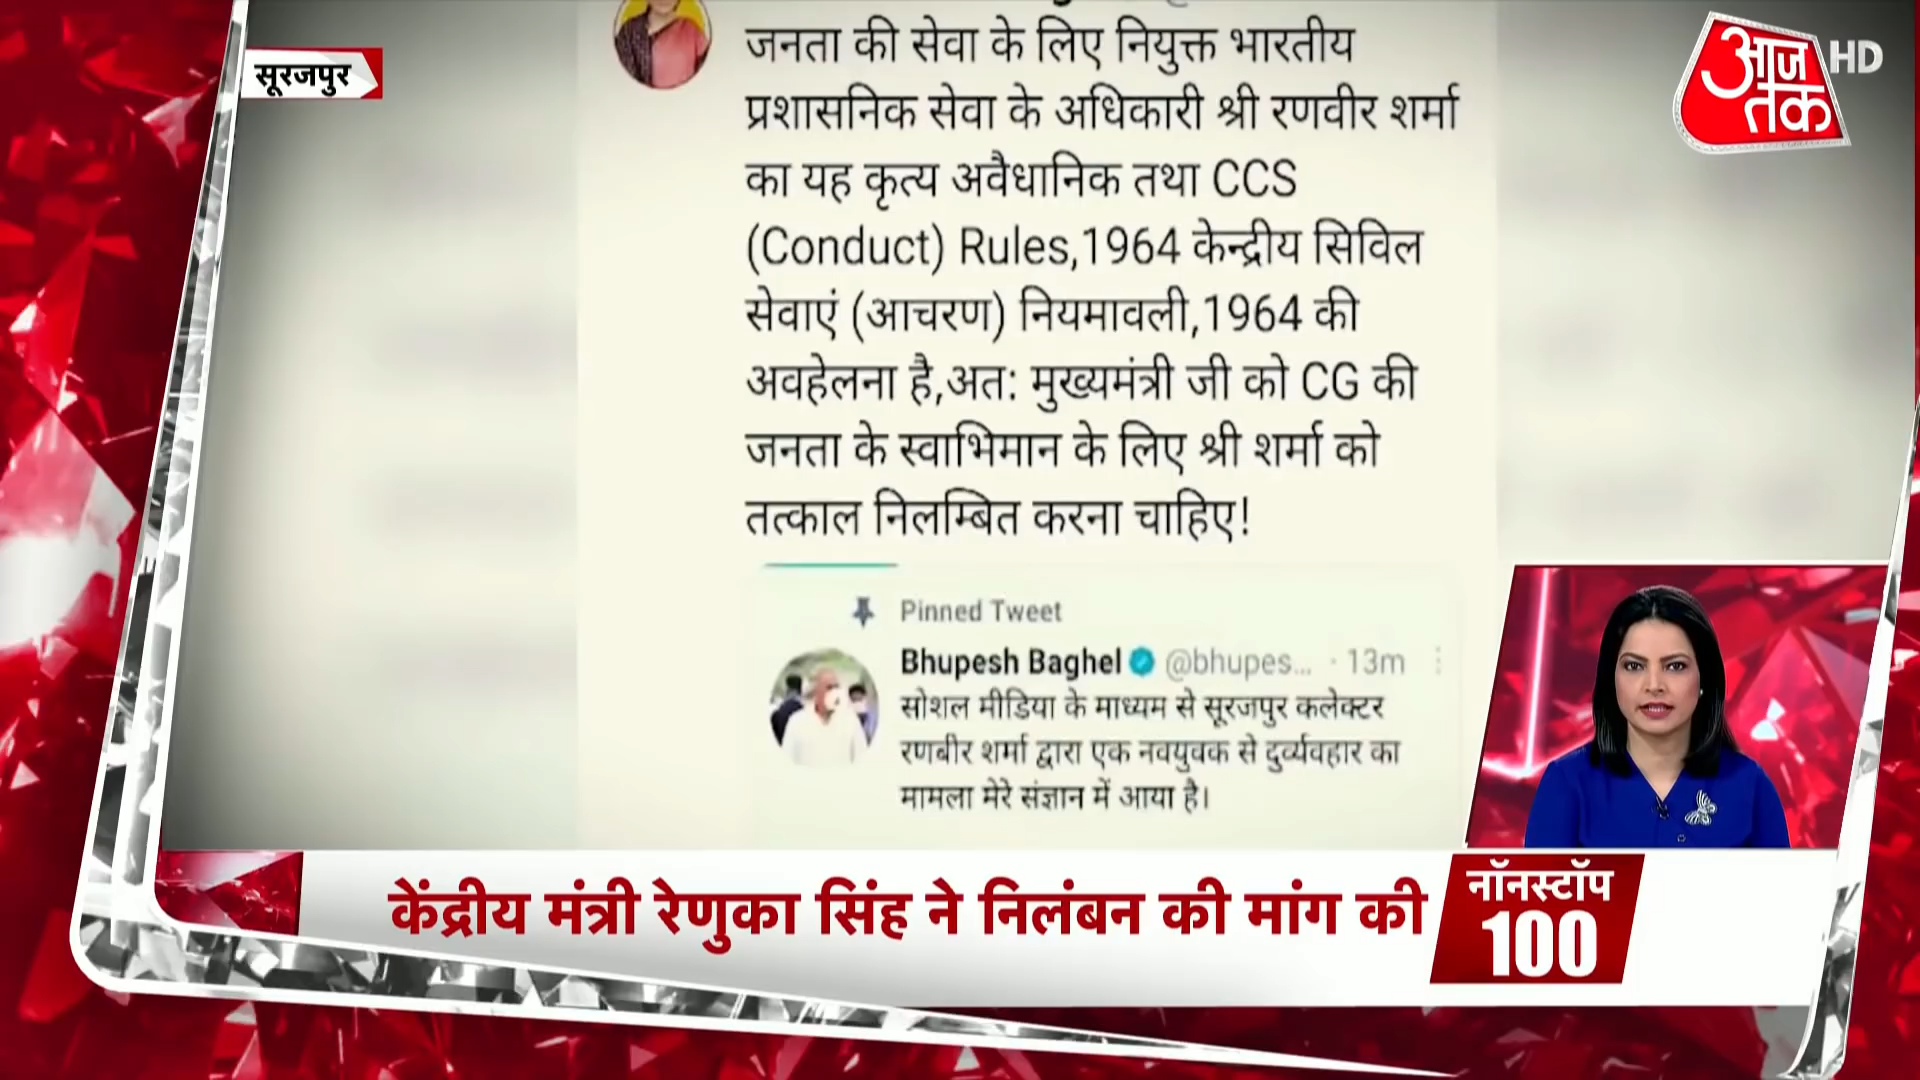 सूरजपुर
आज तक HD
जनता की सेवा के लिए नियुक्त भारतीय
प्रशासनिक सेवा के अधिकारी श्री रणवीर शर्मा
का यह कृत्य अवैधानिक तथा CCS
(Conduct) Rules,1964 केन्द्रीय सिविल
सेवाएं (आचरण) नियमावली,1964 की
अवहेलना है,अत: मुख्यमंत्री जी को CG की
जनता के स्वाभिमान के लिए श्री शर्मा को
तत्काल निलम्बित करना चाहिए!
Pinned Tweet
Bhupesh Baghel @bhupes... · 13m
सोशल मीडिया के माध्यम से सूरजपुर कलेक्टर
रणबीर शर्मा द्वारा एक नवयुवक से दुर्व्यवहार का
मामला मेरे संज्ञान में आया है।
केंद्रीय मंत्री रेणुका सिंह ने निलंबन की मांग की
नॉनस्टॉप
100